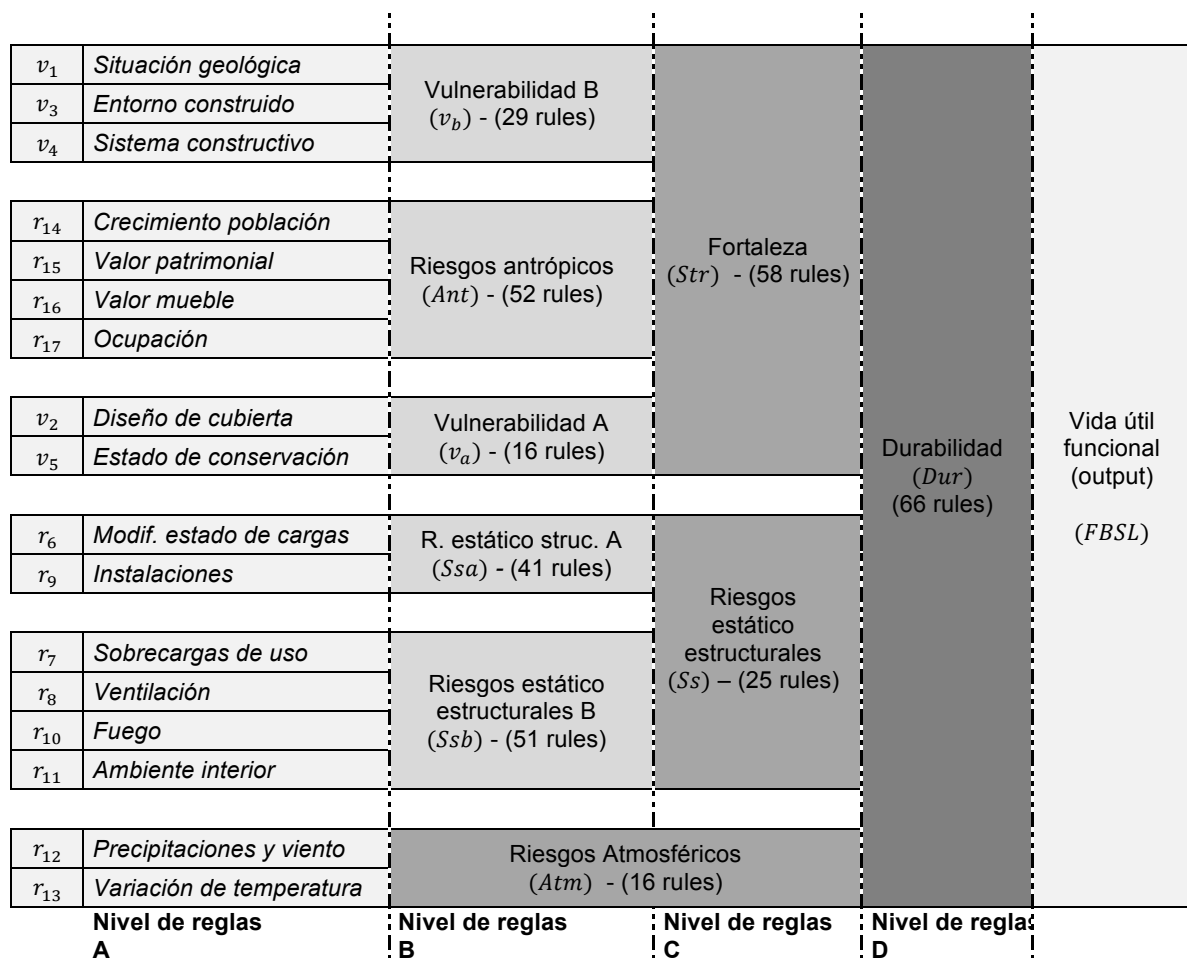 v₁ Situación geológica
v₃ Entorno construido
v₄ Sistema constructivo
Vulnerabilidad B
(v_b) - (29 rules)
r₁₄ Crecimiento población
r₁₅ Valor patrimonial
r₁₆ Valor mueble
r₁₇ Ocupación
Riesgos antrópicos
(Ant) - (52 rules)
v₂ Diseño de cubierta
v₅ Estado de conservación
Vulnerabilidad A
(v_a) - (16 rules)
Fortaleza
(Str) - (58 rules)
r₆ Modif. estado de cargas
r₉ Instalaciones
R. estático struc. A
(Ssa) - (41 rules)
r₇ Sobrecargas de uso
r₈ Ventilación
r₁₀ Fuego
r₁₁ Ambiente interior
Riesgos estático
estructurales B
(Ssb) - (51 rules)
Riesgos
estático
estructurales
(Ss) – (25 rules)
r₁₂ Precipitaciones y viento
r₁₃ Variación de temperatura
Riesgos Atmosféricos
(Atm) - (16 rules)
Durabilidad
(Dur)
(66 rules)
Vida útil
funcional
(output)
(FBSL)
Nivel de reglas
A
Nivel de reglas
B
Nivel de reglas
C
Nivel de reglas
D